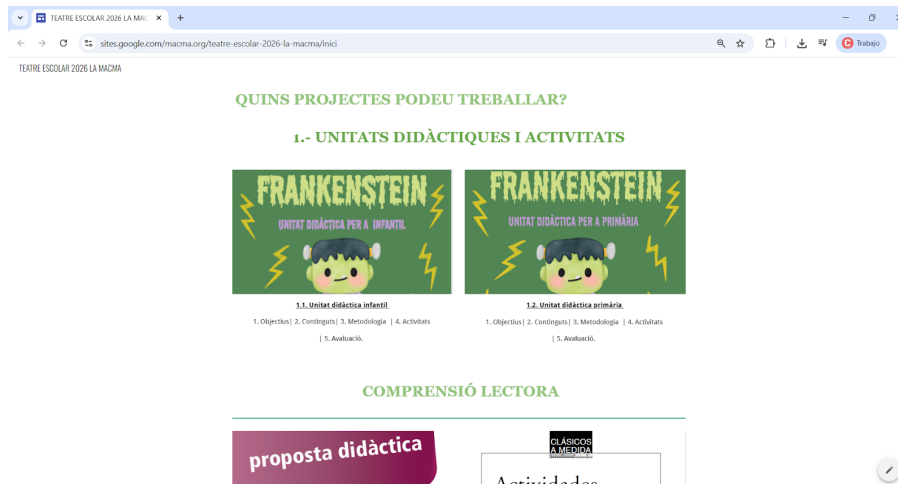 TEATRE ESCOLAR 2026 LA MAC
sites.google.com/macma.org/teatre-escolar-2026-la-macma/inici
Trabajo
TEATRE ESCOLAR 2026 LA MACMA
QUINS PROJECTES PODEU TREBALLAR?
1.- UNITATS DIDÀCTIQUES I ACTIVITATS
FRANKENSTEIN
UNITAT DIDÀCTICA PER A INFANTIL
FRANKENSTEIN
UNITAT DIDÀCTICA PER A PRIMÀRIA
1.1. Unitat didàctica infantil
1. Objectius| 2. Continguts| 3. Metodologia | 4. Activitats
| 5. Avaluació.
1.2. Unitat didàctica primària
1. Objectius| 2. Continguts| 3. Metodologia | 4. Activitats
| 5. Avaluació.
COMPRENSIÓ LECTORA
proposta didàctica
CLÁSICOS
A MEDIDA
Actividades